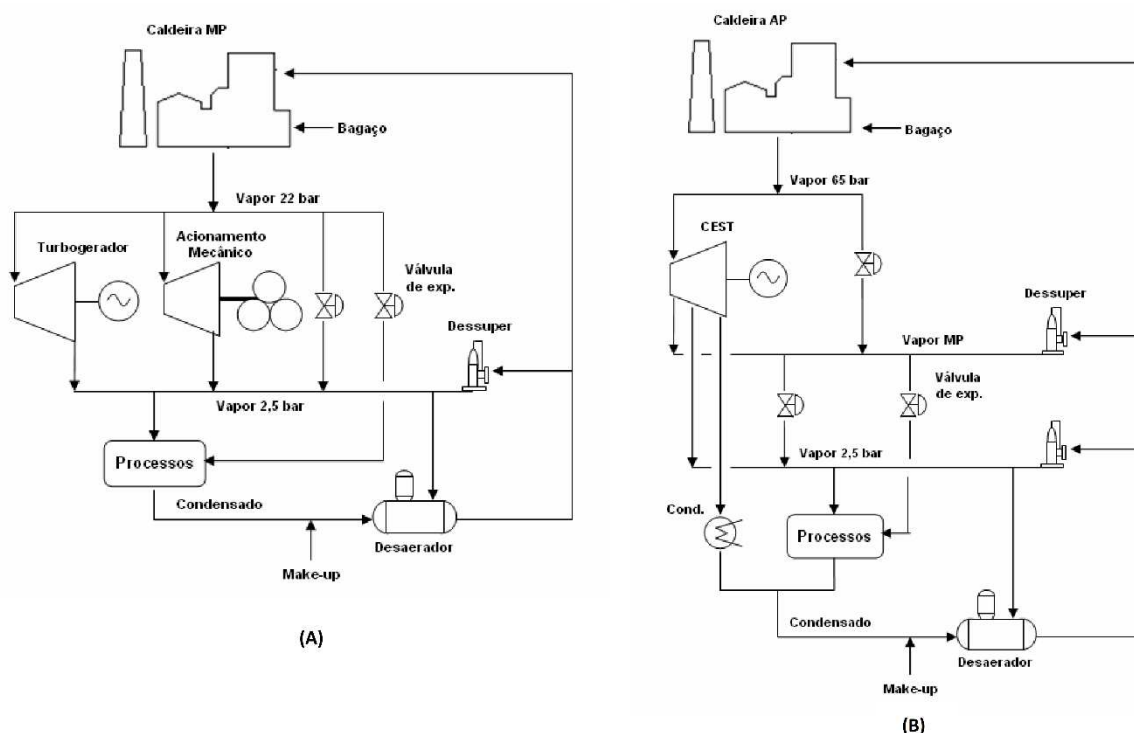 Caldeira MP
Bagaço
Vapor 22 bar
Turbogerador
Acionamento
Mecânico
Válvula
de exp.
Dessuper
Vapor 2,5 bar
Processos
Condensado
Desaerador
Make-up
(A)
Caldeira AP
Bagaço
Vapor 65 bar
CEST
Dessuper
Vapor MP
Válvula
de exp.
Vapor 2,5 bar
Cond.
Processos
Condensado
Desaerador
Make-up
(B)